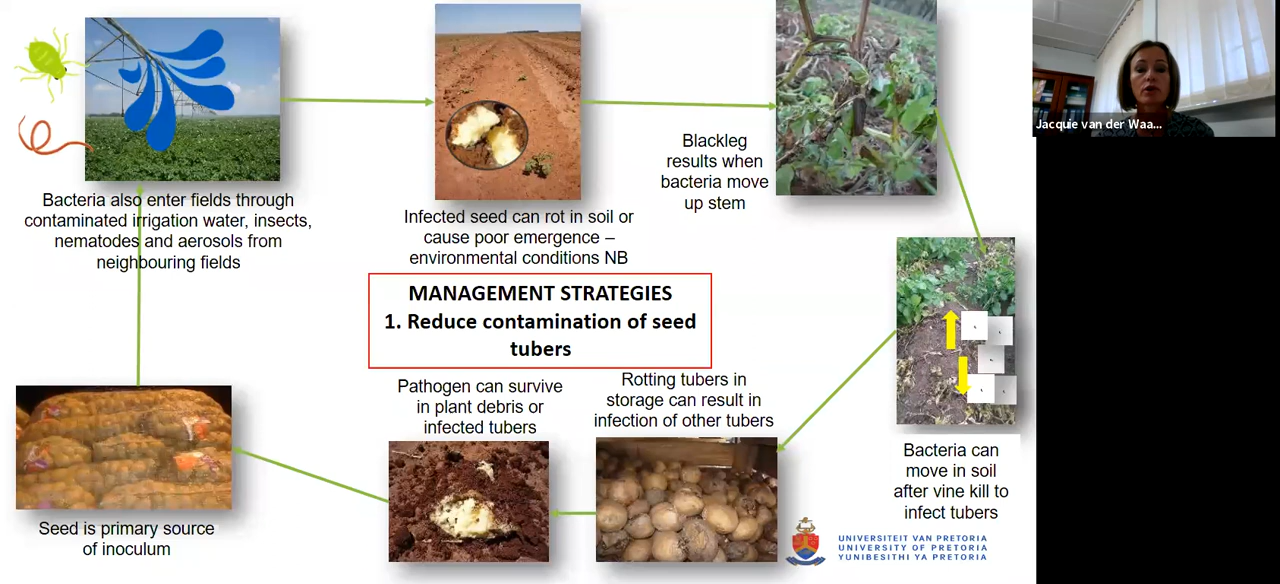 Bacteria also enter fields through
contaminated irrigation water, insects,
nematodes and aerosols from
neighbouring fields
Infected seed can rot in soil or
cause poor emergence –
environmental conditions NB
Blackleg
results when
bacteria move
up stem
Jacquie van der Waa...
MANAGEMENT STRATEGIES
1. Reduce contamination of seed
tubers
Bacteria can
move in soil
after vine kill to
infect tubers
Rotting tubers in
storage can result in
infection of other tubers
Pathogen can survive
in plant debris or
infected tubers
Seed is primary source
of inoculum
UNIVERSITEIT VAN PRETORIA
UNIVERSITY OF PRETORIA
YUNIBESITHI YA PRETORIA